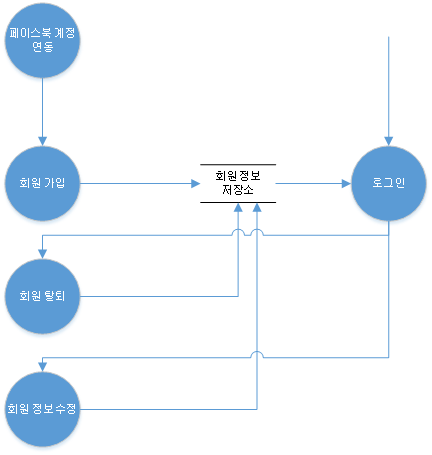 페이스북 계정
연동
회원 가입
회원 정보
저장소
로그인
회원 탈퇴
회원 정보 수정